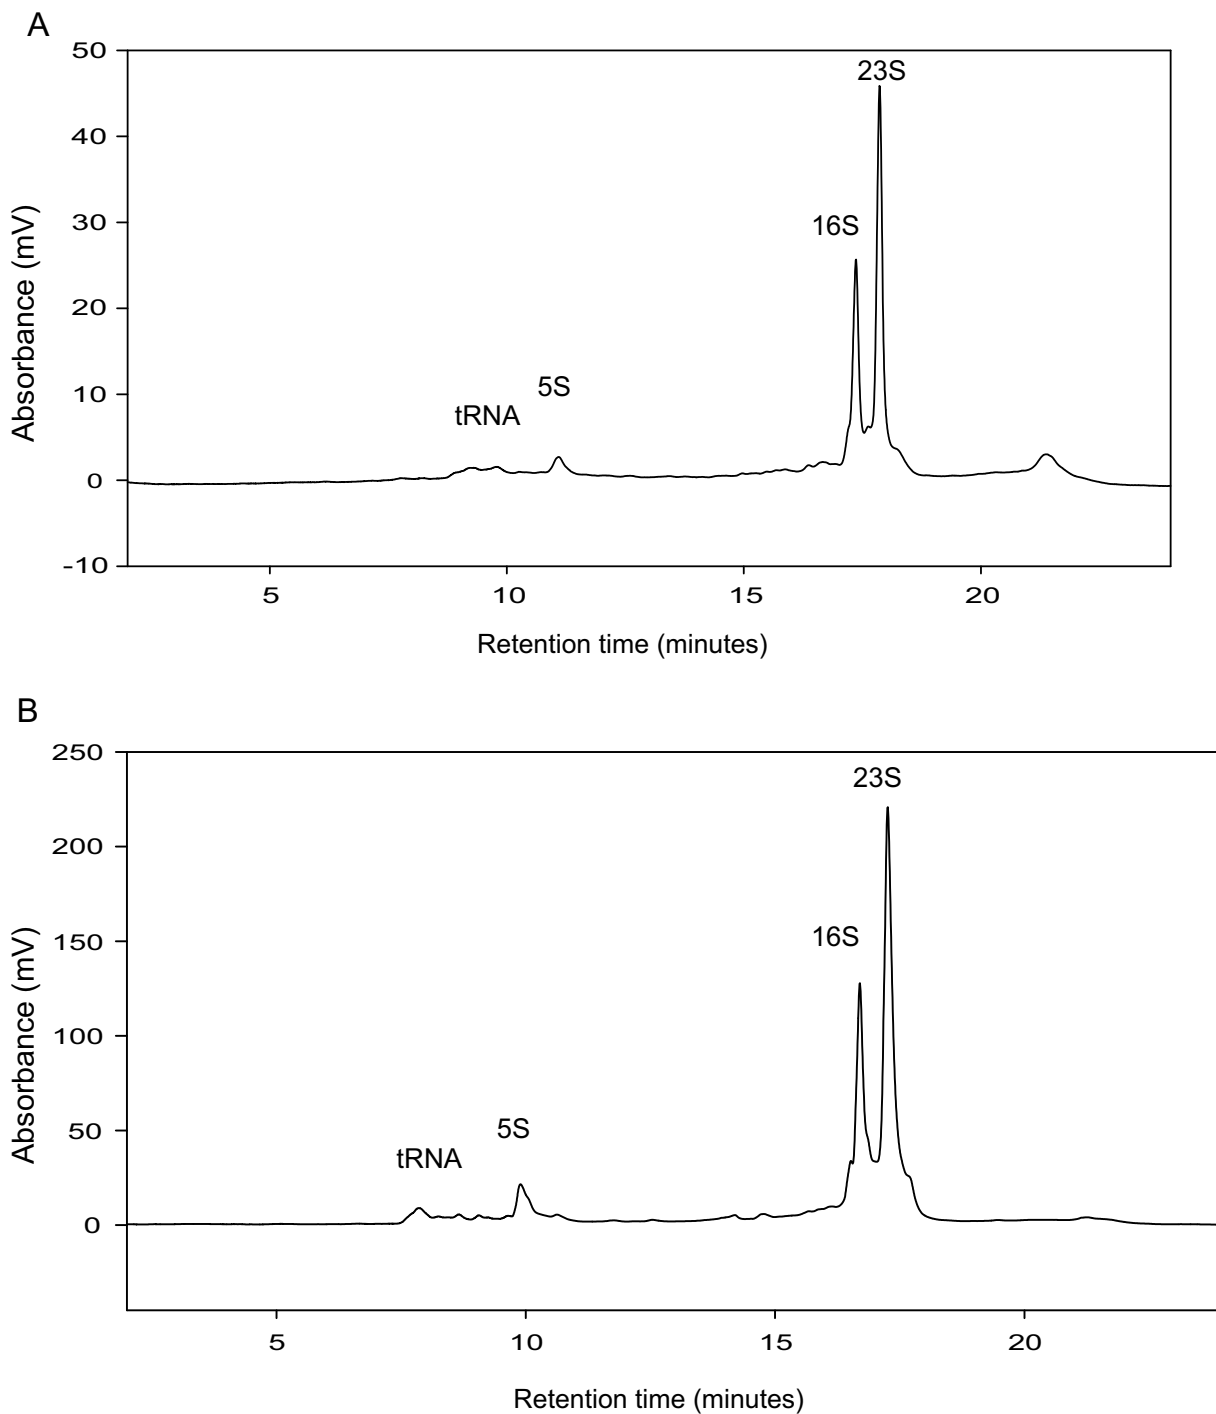 A
50
23S
40
30
16S
20
10
5S
tRNA
0
-10
5 10 15 20
Absorbance (mV)
Retention time (minutes)
B
250
23S
200
150
16S
100
50
5S
tRNA
0
5 10 15 20
Absorbance (mV)
Retention time (minutes)